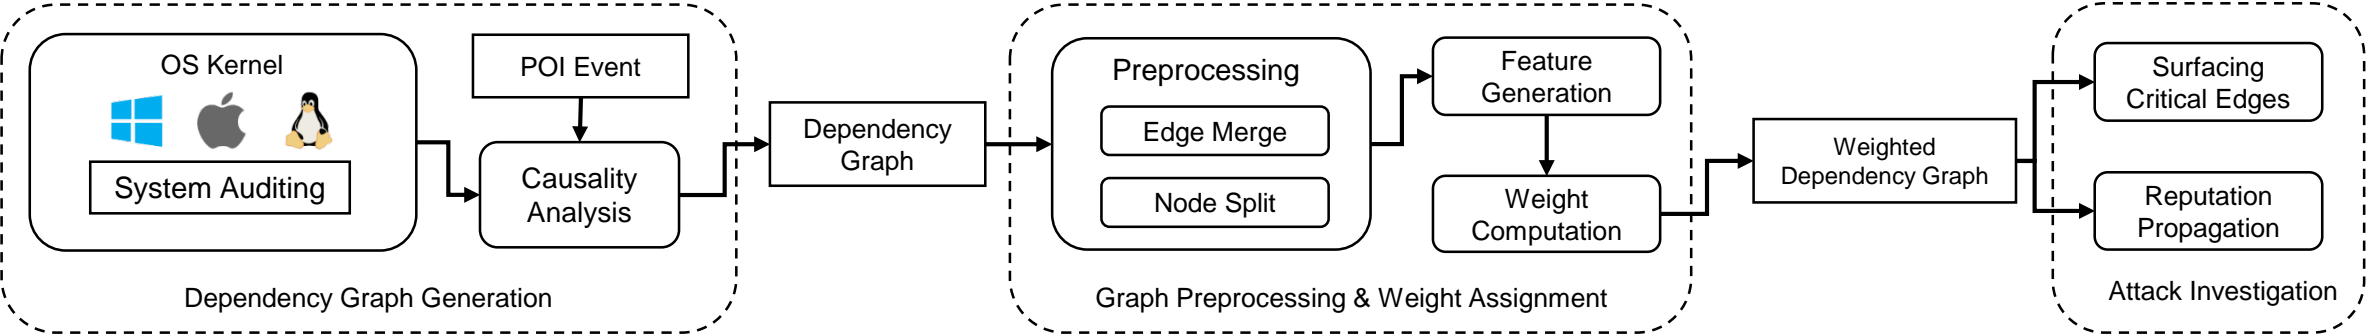 OS Kernel
System Auditing
POI Event
Causality
Analysis
Dependency Graph Generation
Dependency
Graph
Preprocessing
Edge Merge
Node Split
Feature
Generation
Weight
Computation
Graph Preprocessing & Weight Assignment
Weighted
Dependency Graph
Surfacing
Critical Edges
Reputation
Propagation
Attack Investigation